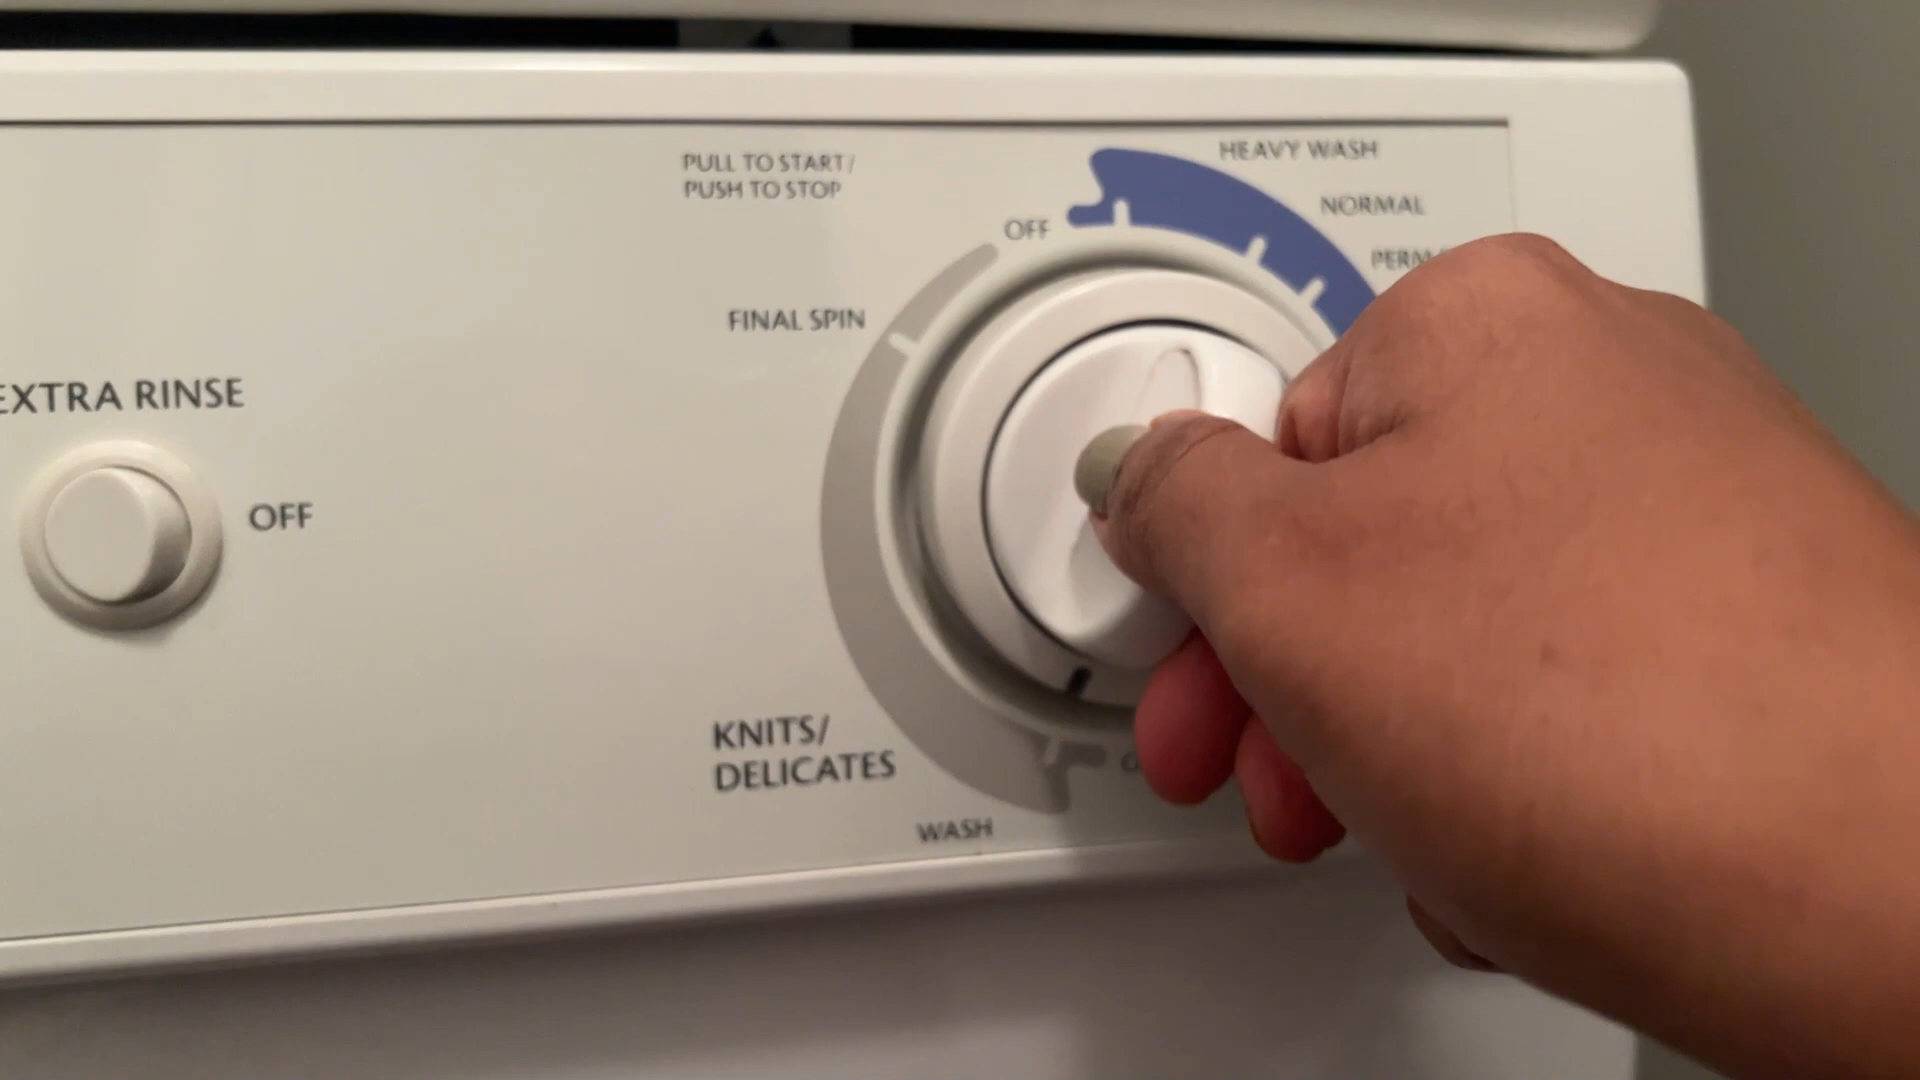 PULL TO START/
PUSH TO STOP
HEAVY WASH
NORMAL
OFF
FINAL SPIN
EXTRA RINSE
OFF
KNITS/
DELICATES
WASH